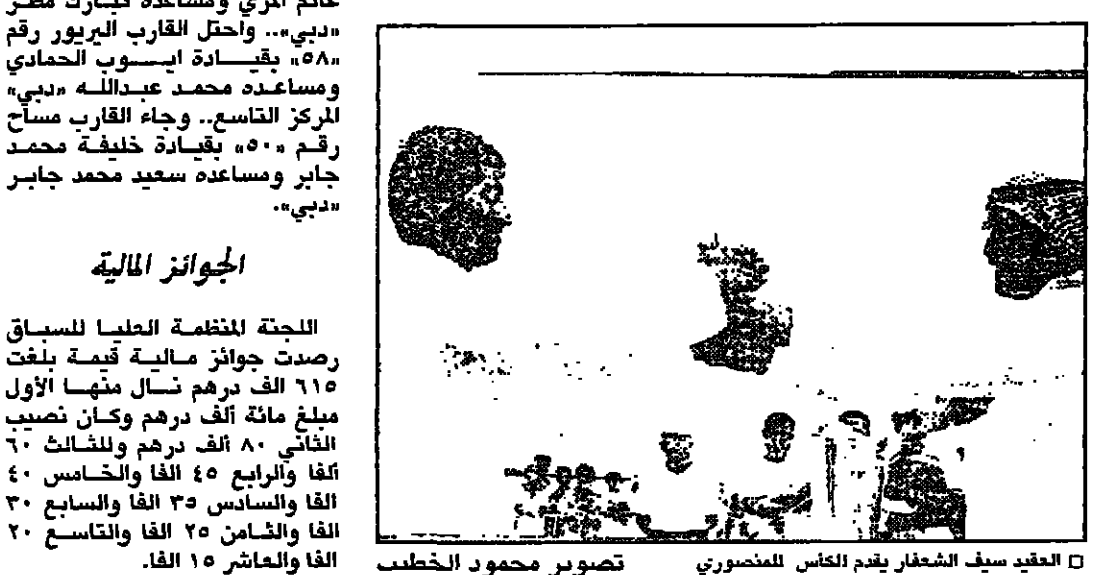 غانم المري ومساعده مبارك مطر
«دبي».. واحتل القارب اليريور رقم
«٥٨» بقيادة ايوب الحمادي
ومساعده محمد عبدالله «دبي»
المركز التاسع.. وجاء القارب مساح
رقم «٥٠» بقيادة خليفة محمد
جابر ومساعده سعيد محمد جابر
«دبي».
الجوائز المالية
اللجنة المنظمة العليا للسباق
رصدت جوائز مالية قيمة بلغت
٦١٥ الف درهم نال منها الأول
مبلغ مائة ألف درهم وكان نصيب
الثاني ٨٠ ألف درهم وللثالث ٦٠
ألفا والرابع ٤٥ الفا والخامس ٤٠
الفا والسادس ٣٥ الفا والسابع ٣٠
الفا والثامن ٢٥ الفا والتاسع ٢٠
الفا والعاشر ١٥ الفا.
□ العقيد سيف الشعفار يقدم الكأس للمنصوري
تصوير محمود الخطيب